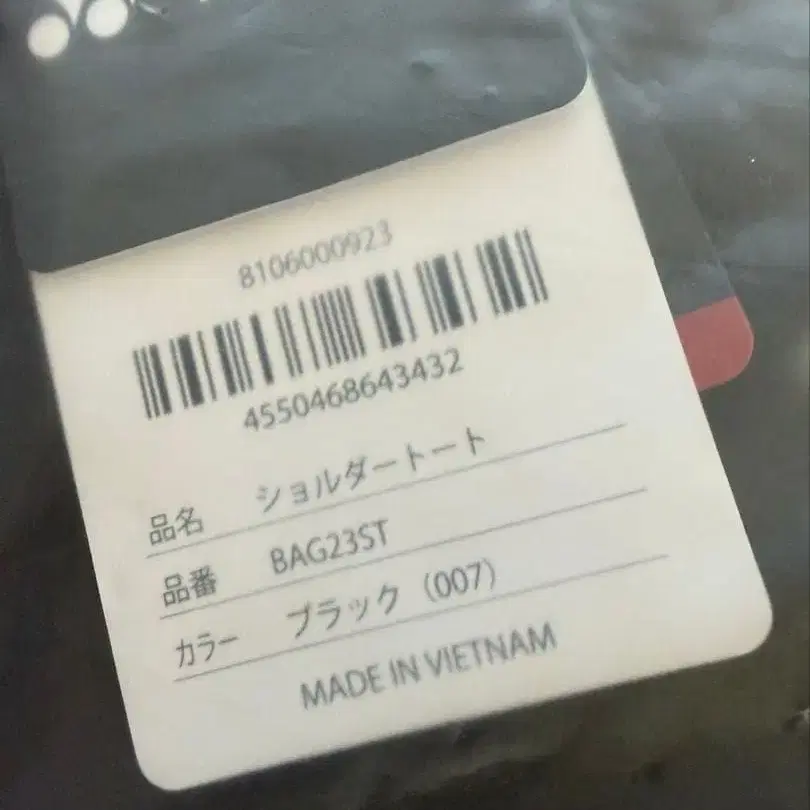 8106000923
4550468643432
品名 ショルダートート
品番 BAG23ST
カラー ブラック (007)
MADE IN VIETNAM